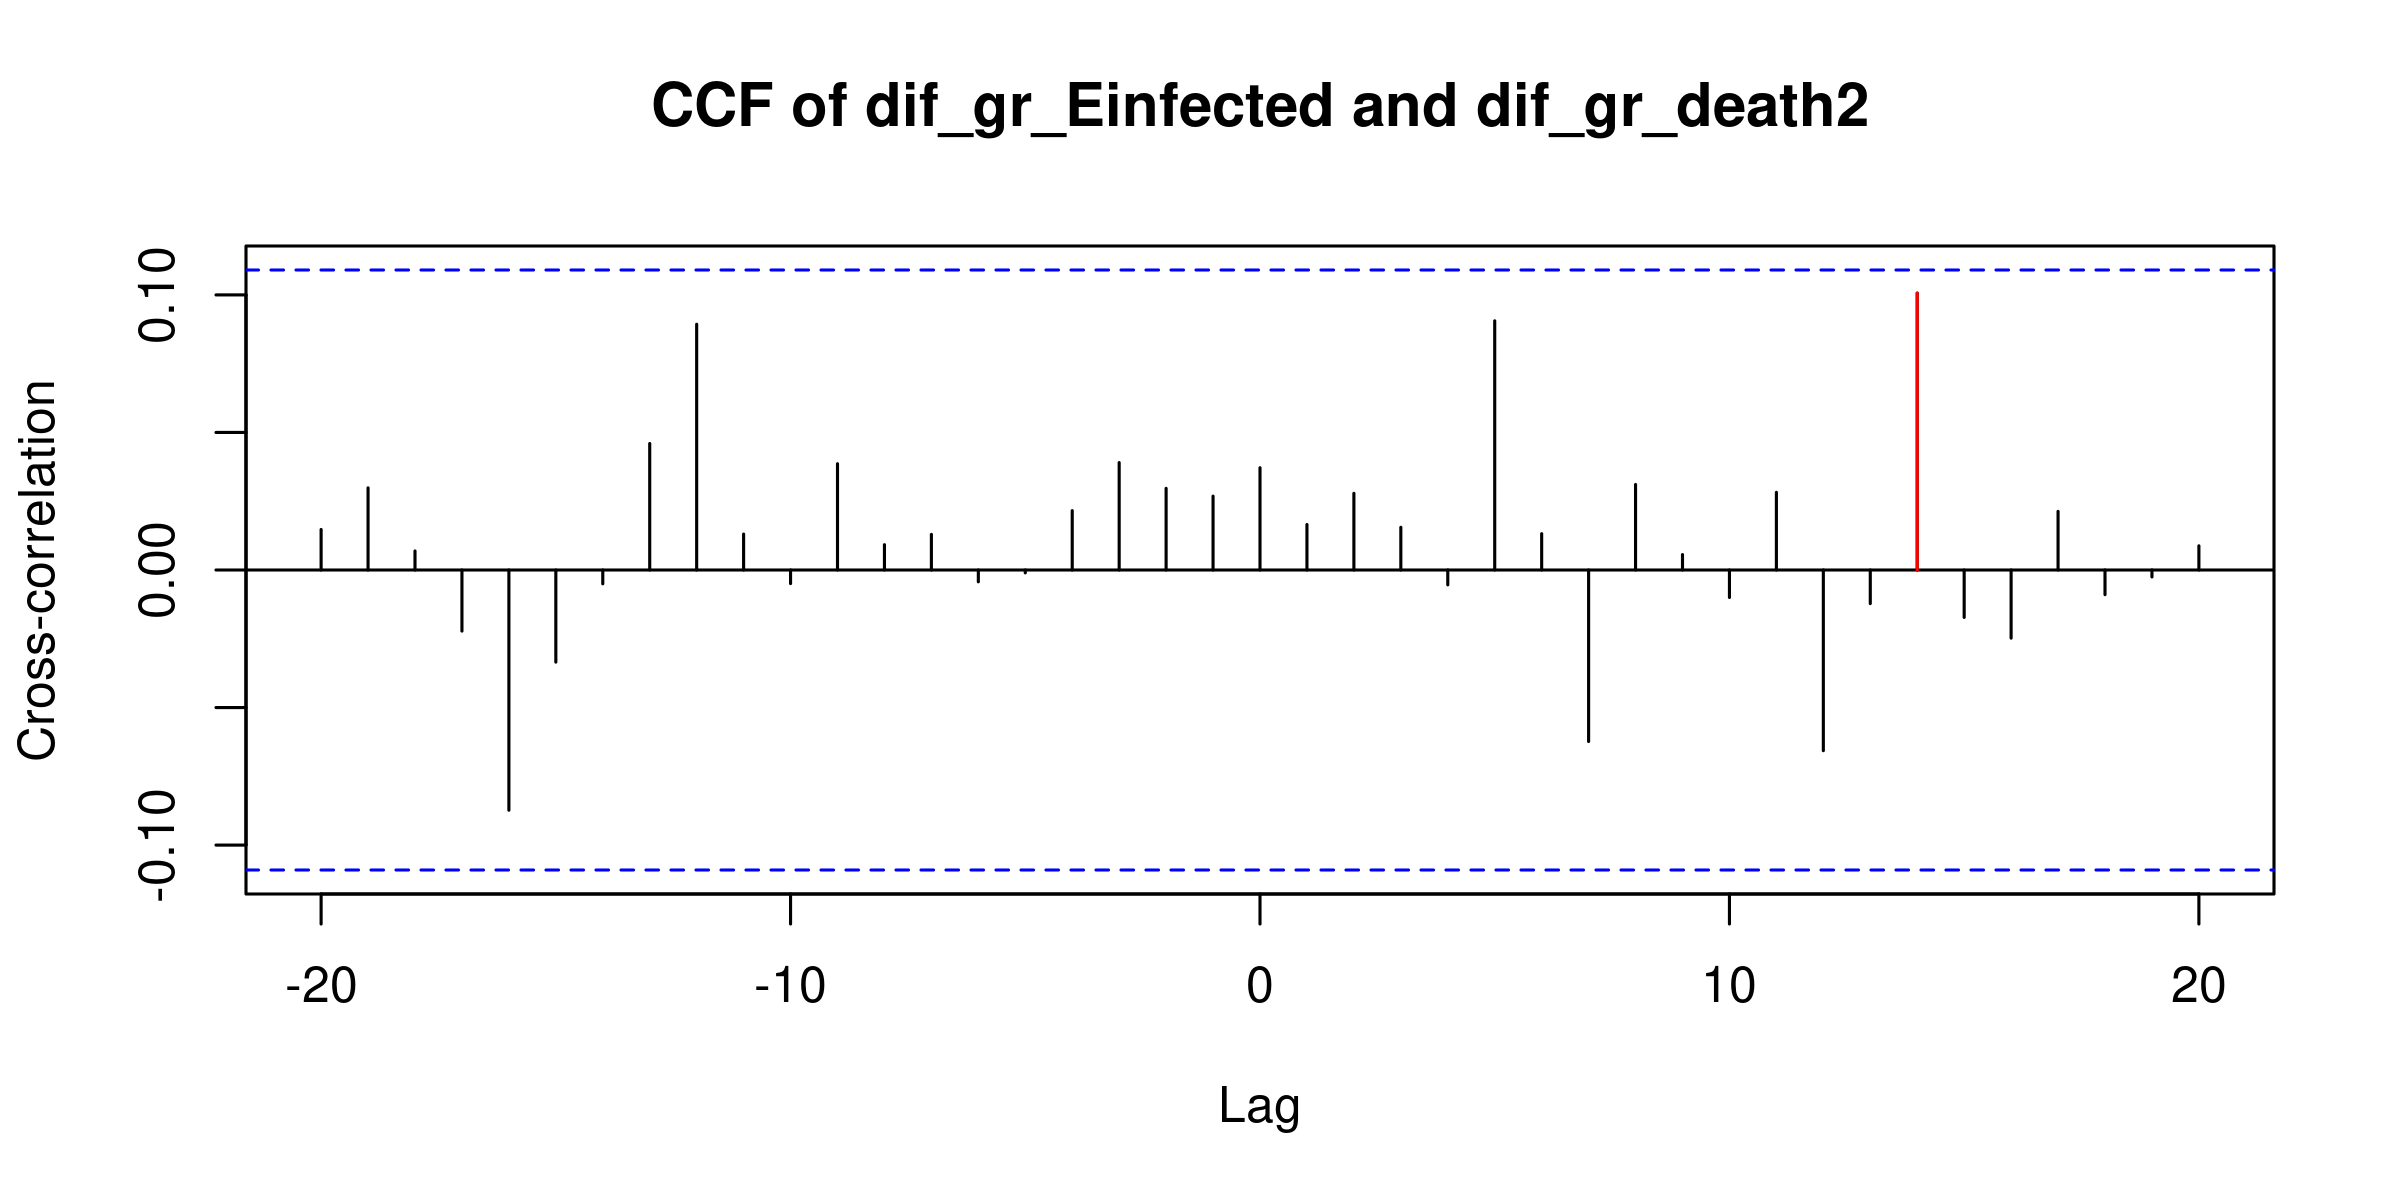 CCF of dif_gr_Einfected and dif_gr_death2
Cross-correlation
0.10
0.00
-0.10
-20
-10
0
10
20
Lag